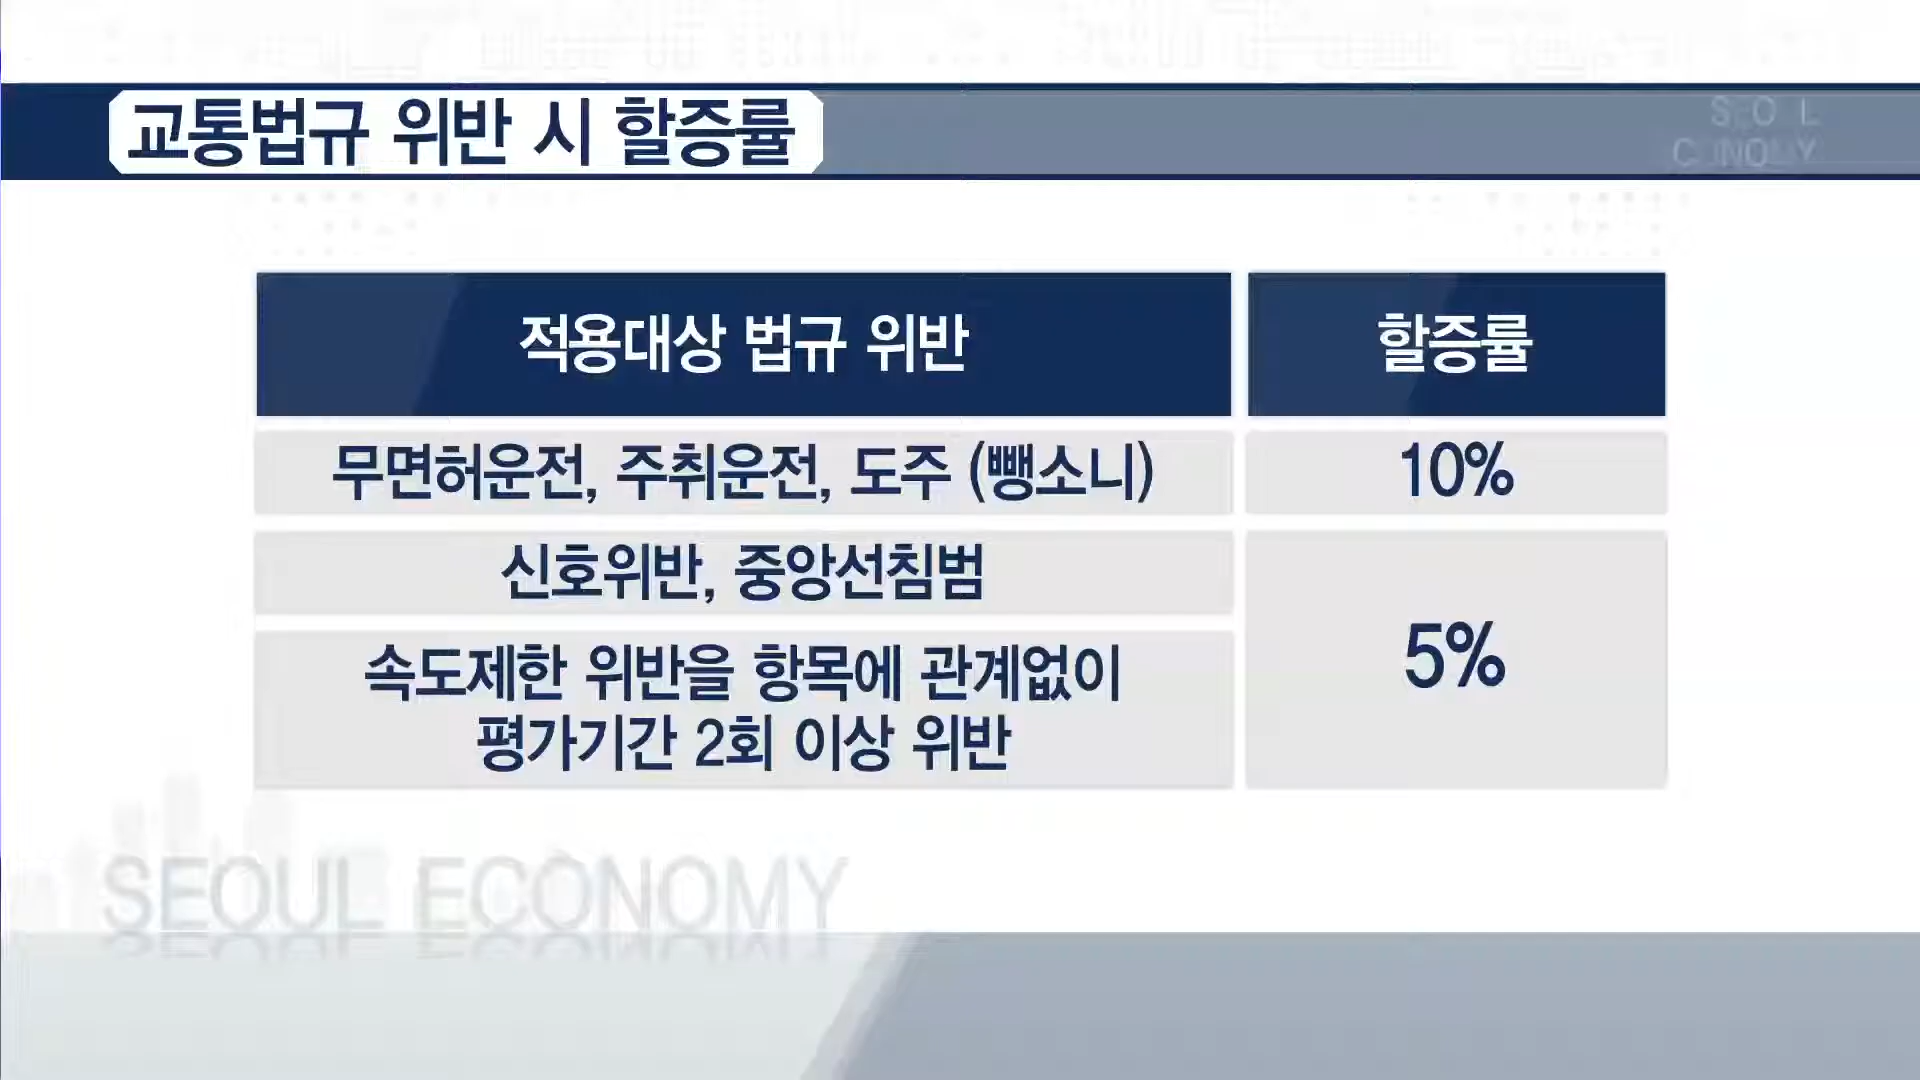 교통법규 위반 시 할증률
SEOUL
ECONOMY
적용대상 법규 위반
할증률
무면허운전, 주취운전, 도주 (뺑소니)
10%
신호위반, 중앙선침범
5%
속도제한 위반을 항목에 관계없이
평가기간 2회 이상 위반
SEOUL ECONOMY